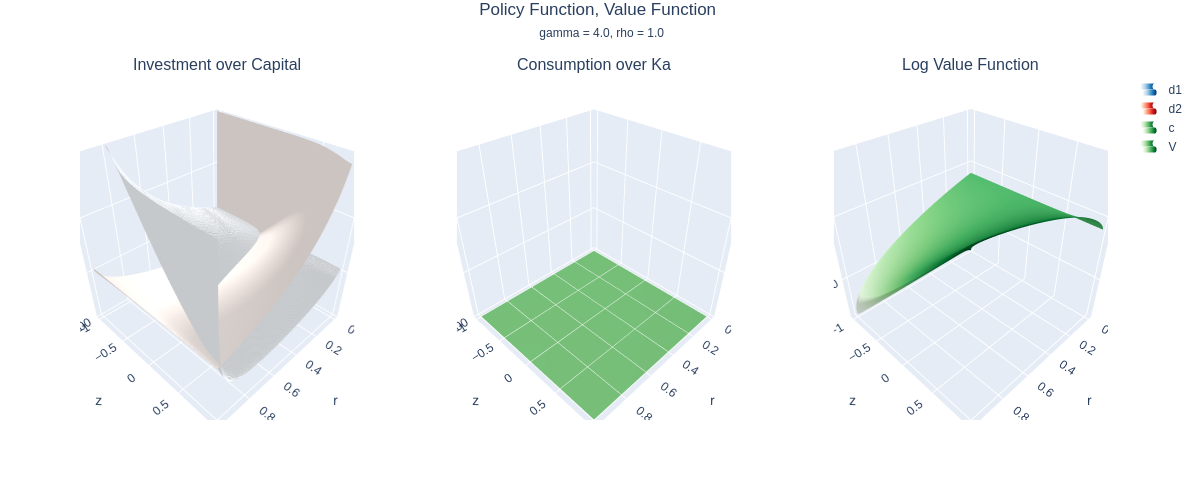 Policy Function, Value Function
gamma = 4.0, rho = 1.0
Investment over Capital
Consumption over Ka
Log Value Function
d1
d2
c
V
−0.5
0
0.5
z
0
0.2
0.4
0.6
0.8
r
−0.5
0
0.5
z
0
0.2
0.4
0.6
0.8
r
0
−1
−0.5
0
0.5
z
0
0.2
0.4
0.6
0.8
r